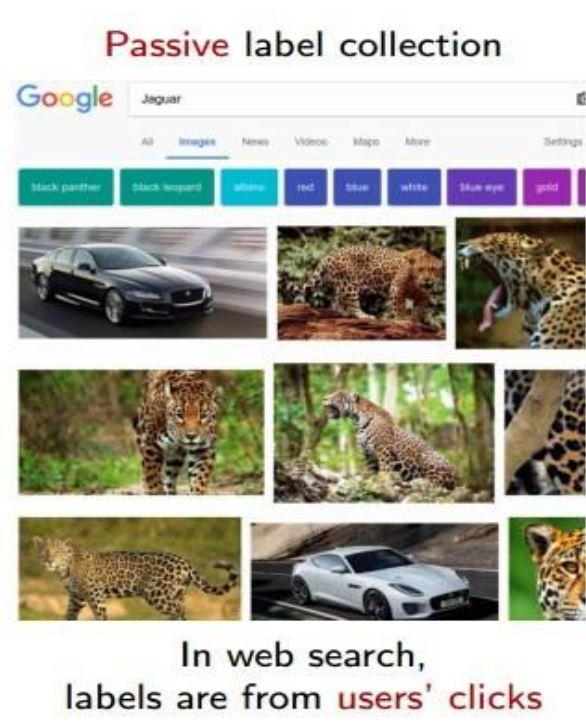 Passive label collection
Google Jaguar
All Images News Videos Maps More Settings
black panther black leopard albino red blue white blue eye gold
In web search,
labels are from users' clicks